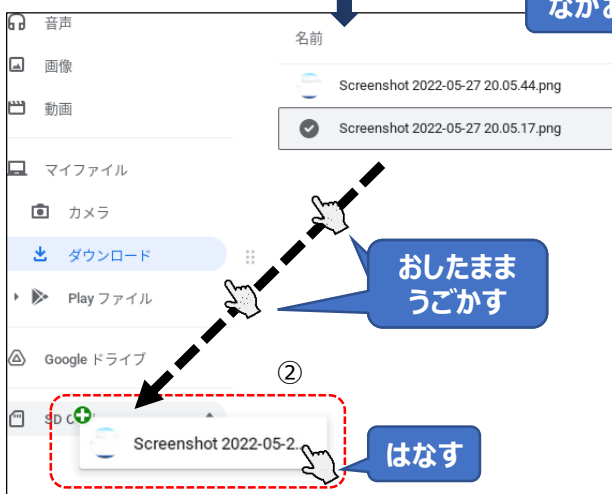 なが
音声
名前
画像
Screenshot 2022-05-27 20.05.44.png
動画
Screenshot 2022-05-27 20.05.17.png
マイファイル
カメラ
ダウンロード
おしたまま
うごかす
Play ファイル
Google ドライブ
②
SD C
Screenshot 2022-05-2...
はなす